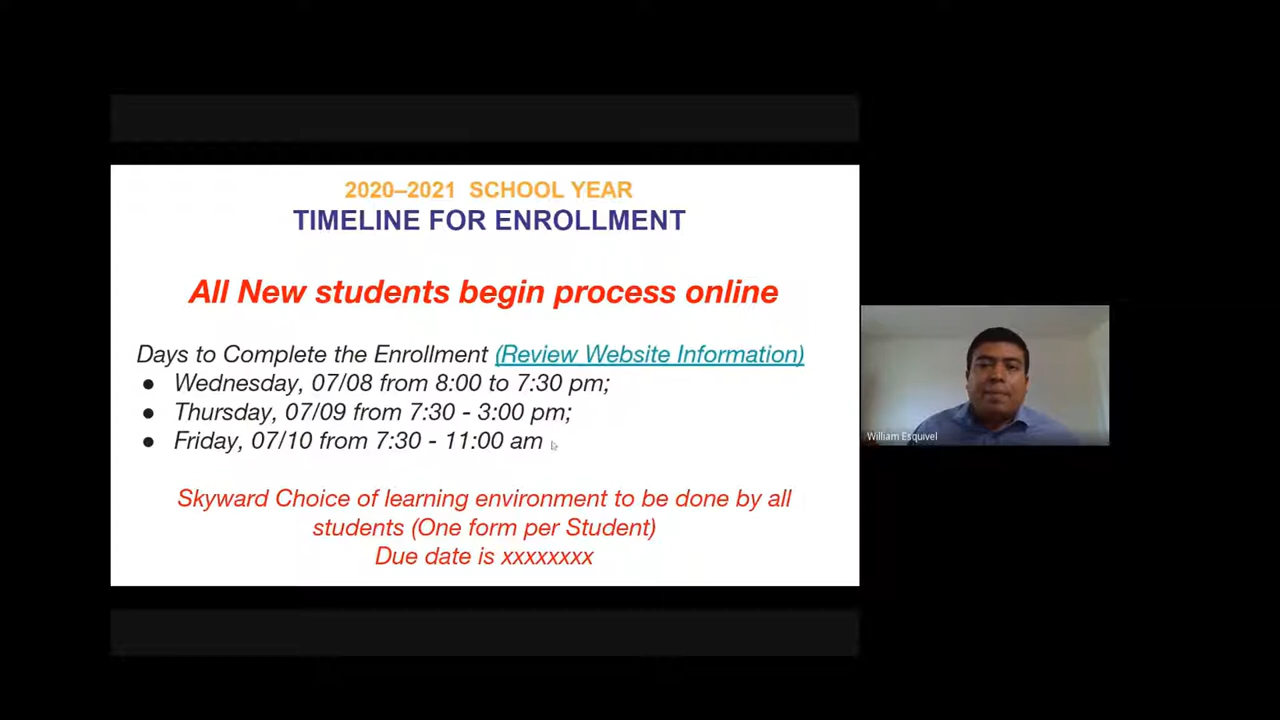 2020–2021 SCHOOL YEAR
TIMELINE FOR ENROLLMENT
All New students begin process online
Days to Complete the Enrollment (Review Website Information)
● Wednesday, 07/08 from 8:00 to 7:30 pm;
● Thursday, 07/09 from 7:30 - 3:00 pm;
● Friday, 07/10 from 7:30 - 11:00 am
Skyward Choice of learning environment to be done by all
students (One form per Student)
Due date is xxxxxxxx
William Esquivel